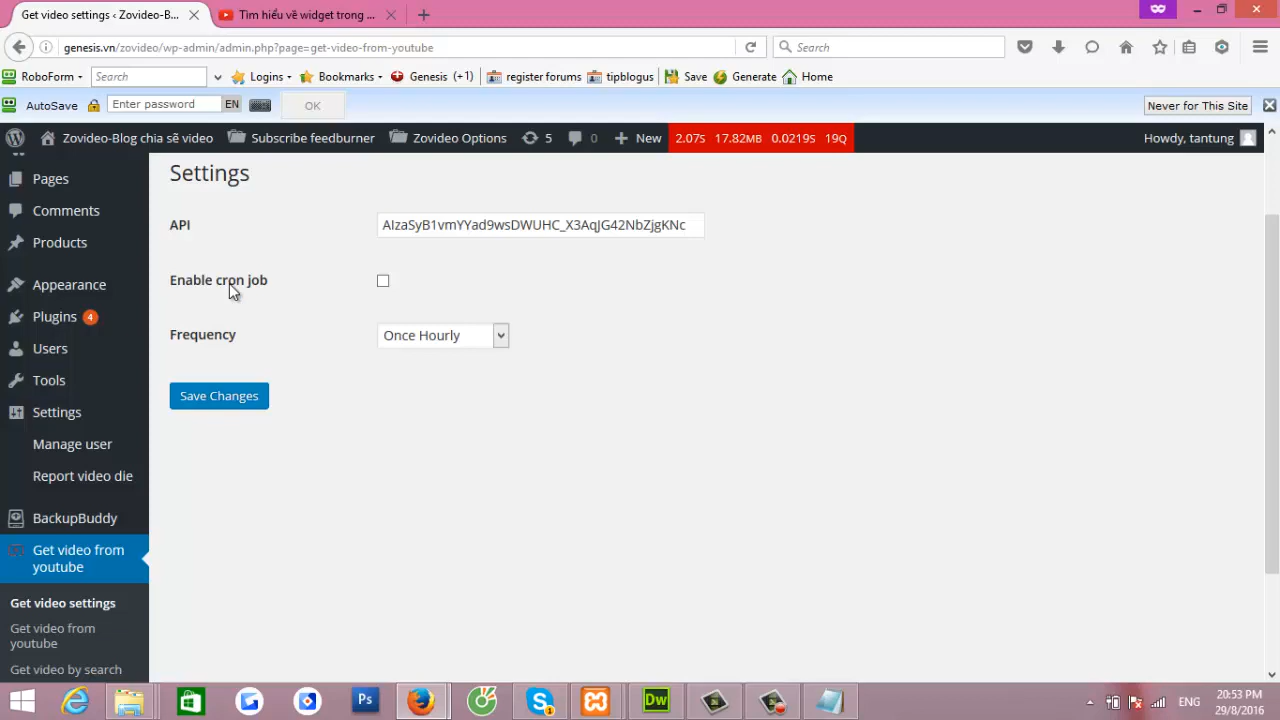 Get video settings ‹ Zovideo-B...
Tìm hiểu về widget trong ...
genesis.vn/zovideo/wp-admin/admin.php?page=get-video-from-youtube
Search
RoboForm
Search
Logins
Bookmarks
Genesis (+1)
register forums
tipblogus
Save
Generate
Home
AutoSave
Enter password
EN
OK
Never for This Site
Zovideo-Blog chia sẽ video
Subscribe feedburner
Zovideo Options
5
0
New
2.07s 17.82MB 0.0219s 19Q
Howdy, tantung
Pages
Comments
Products
Appearance
Plugins 4
Users
Tools
Settings
Manage user
Report video die
BackupBuddy
Get video from
youtube
Get video settings
Get video from
youtube
Get video by search
Settings
API
AIzaSyB1vmYYad9wsDWUHC_X3AqJG42NbZjgKNc
Enable cron job
Frequency
Once Hourly
Save Changes
Ps
Dw
ENG
20:53 PM
29/8/2016